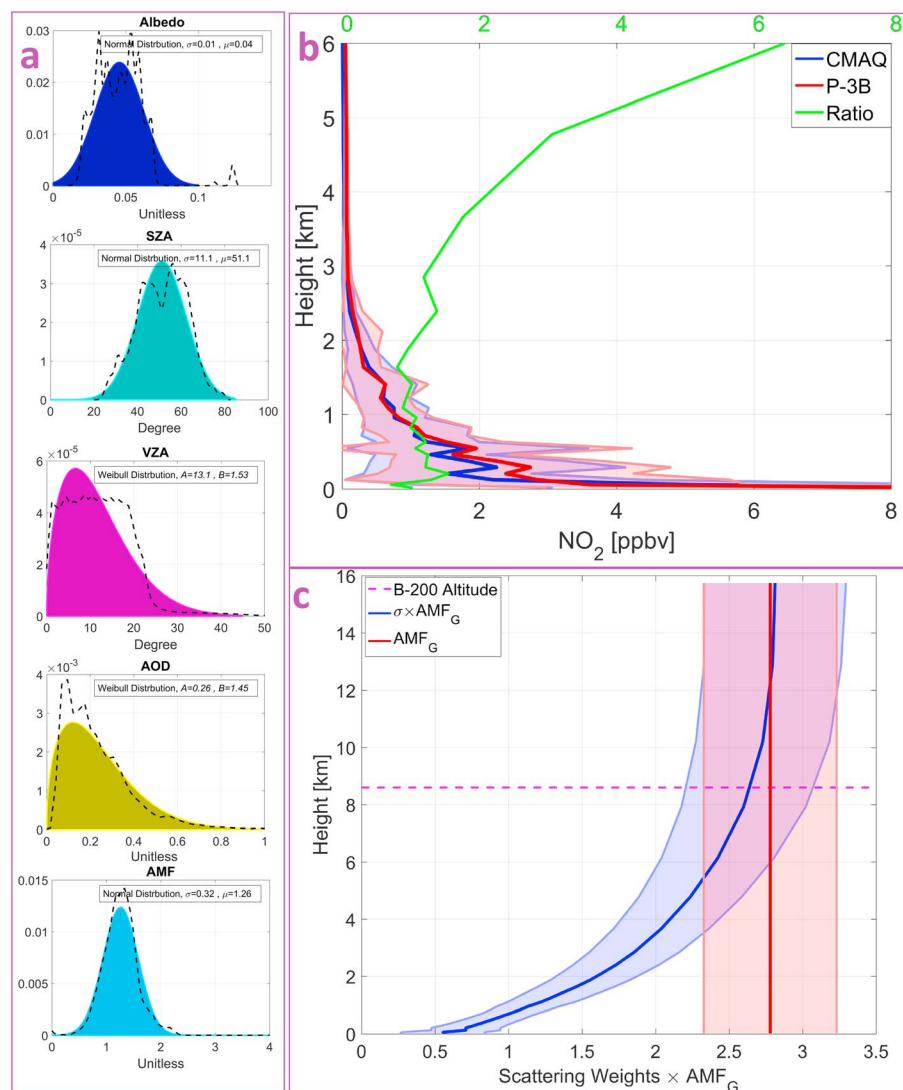 a
Albedo
Normal Distrbution, σ=0.01 , μ=0.04
0.03
0.02
0.01
0
0 0.05 0.1
Unitless
SZA
×10-5
Normal Distrbution, σ=11.1 , μ=51.1
4
3
2
1
0
0 20 40 60 80 100
Degree
VZA
×10-5
Weibull Distrbution, A=13.1 , B=1.53
6
4
2
0
0 10 20 30 40 50
Degree
AOD
×10-3
Weibull Distrbution, A=0.26 , B=1.45
4
3
2
1
0
0 0.2 0.4 0.6 0.8 1
Unitless
AMF
Normal Distrbution, σ=0.32 , μ=1.26
0.015
0.01
0.005
0
0 1 2 3 4
Unitless
b
0 2 4 6 8
CMAQ
P-3B
Ratio
6
5
4
3
2
1
0
Height [km]
0 2 4 6 8
NO2 [ppbv]
c
B-200 Altitude
σ×AMFG
AMFG
16
14
12
10
8
6
4
2
0
Height [km]
0 0.5 1 1.5 2 2.5 3 3.5
Scattering Weights × AMFG